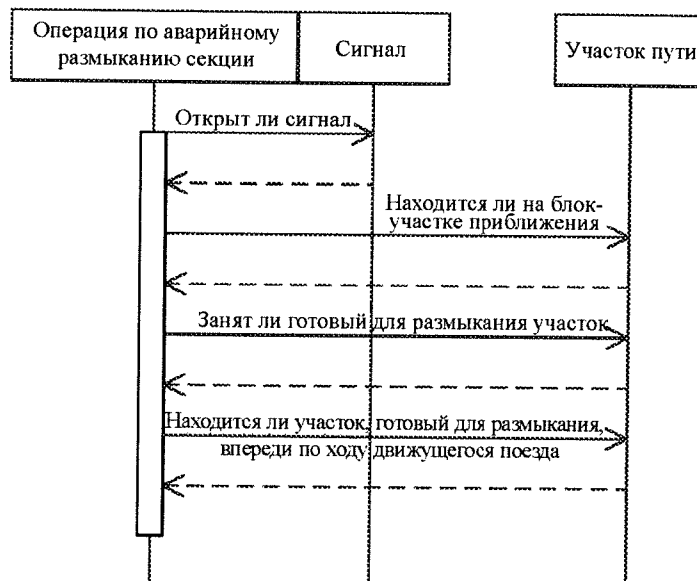 Операция по аварийному
размыканию секции
Сигнал
Участок пути
Открыт ли сигнал
Находится ли на блок-
участке приближения
Занят ли готовый для размыкания участок
Находится ли участок, готовый для размыкания,
впереди по ходу движущегося поезда